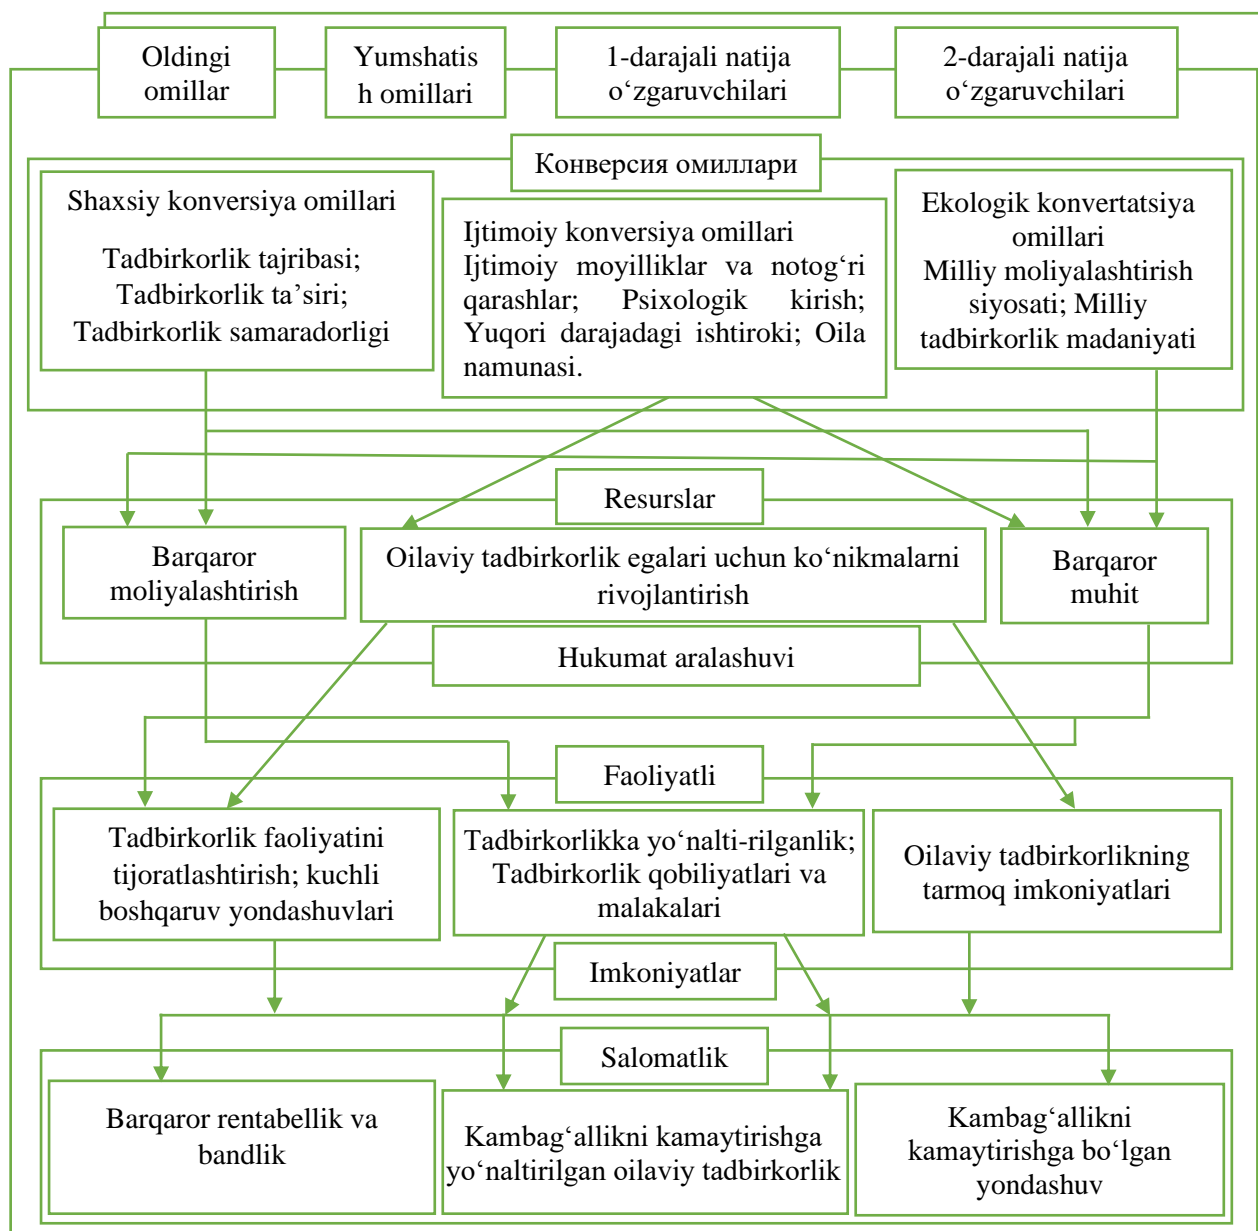 Oldingi
omillar
Yumshatis
h omillari
1-darajali natija
o‘zgaruvchilari
2-darajali natija
o‘zgaruvchilari
Конверсия омиллари
Shaxsiy konversiya omillari
Tadbirkorlik tajribasi;
Tadbirkorlik ta’siri;
Tadbirkorlik samaradorligi
Ijtimoiy konversiya omillari
Ijtimoiy moyilliklar va notog‘ri
qarashlar; Psixologik kirish;
Yuqori darajadagi ishtiroki; Oila
namunasi.
Ekologik konvertatsiya
omillari
Milliy moliyalashtirish
siyosati; Milliy
tadbirkorlik madaniyati
Resurslar
Barqaror
moliyalashtirish
Oilaviy tadbirkorlik egalari uchun ko‘nikmalarni
rivojlantirish
Barqaror
muhit
Hukumat aralashuvi
Faoliyatli
Tadbirkorlik faoliyatini
tijoratlashtirish; kuchli
boshqaruv yondashuvlari
Tadbirkorlikka yo‘nalti-rilganlik;
Tadbirkorlik qobiliyatlari va
malakalari
Oilaviy tadbirkorlikning
tarmoq imkoniyatlari
Imkoniyatlar
Salomatlik
Barqaror rentabellik va
bandlik
Kambag‘allikni kamaytirishga
yo‘naltirilgan oilaviy tadbirkorlik
Kambag‘allikni
kamaytirishga bo‘lgan
yondashuv